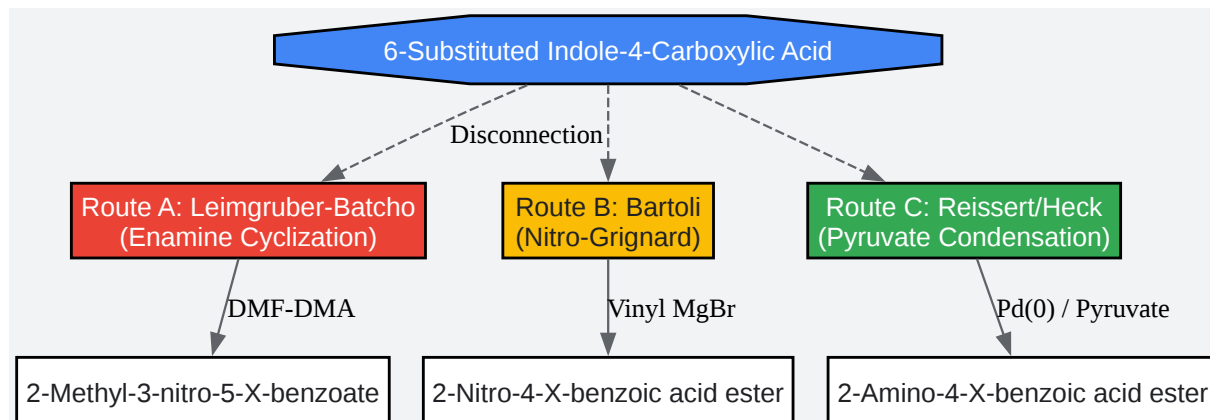 6-Substituted Indole-4-Carboxylic Acid
Disconnection
Route A: Leimgruber-Batcho
(Enamine Cyclization)
Route B: Bartoli
(Nitro-Grignard)
Route C: Reissert/Heck
(Pyruvate Condensation)
DMF-DMA
Vinyl MgBr
Pd(0) / Pyruvate
2-Methyl-3-nitro-5-X-benzoate
2-Nitro-4-X-benzoic acid ester
2-Amino-4-X-benzoic acid ester